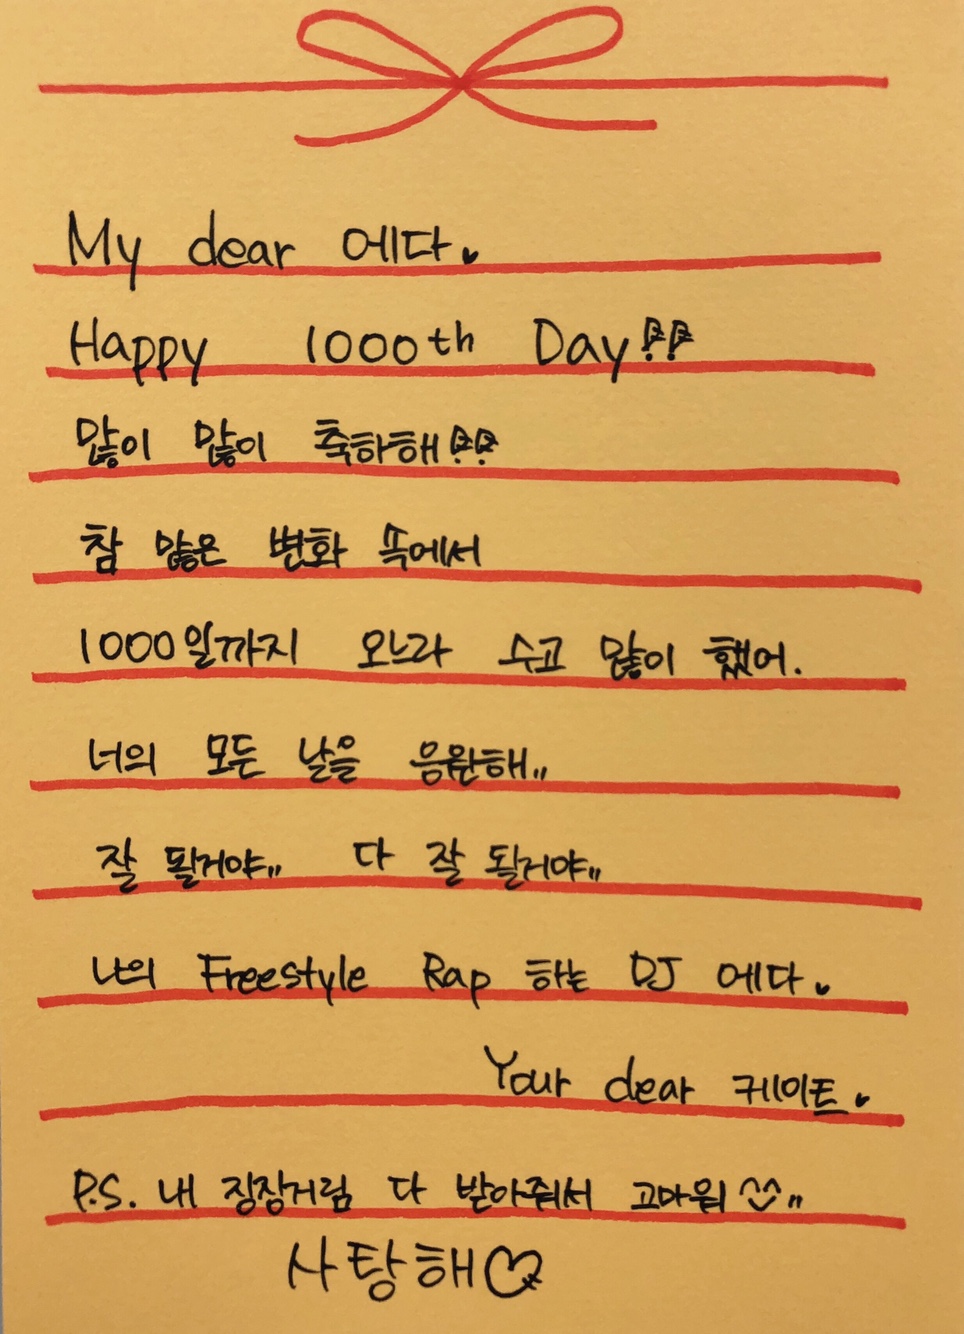 My dear 에다.
Happy 1000th Day!!
많이 많이 축하해!!
참 많은 변화 속에서
1000일까지 오느라 수고 많이 했어.
너의 모든 날을 응원해..
잘 될거야.. 다 잘 될거야..
나의 Freestyle Rap 하는 DJ 에다.
Your dear 케이트.
P.S. 내 징징거림 다 받아줘서 고마워 ^^..
사탕해♡